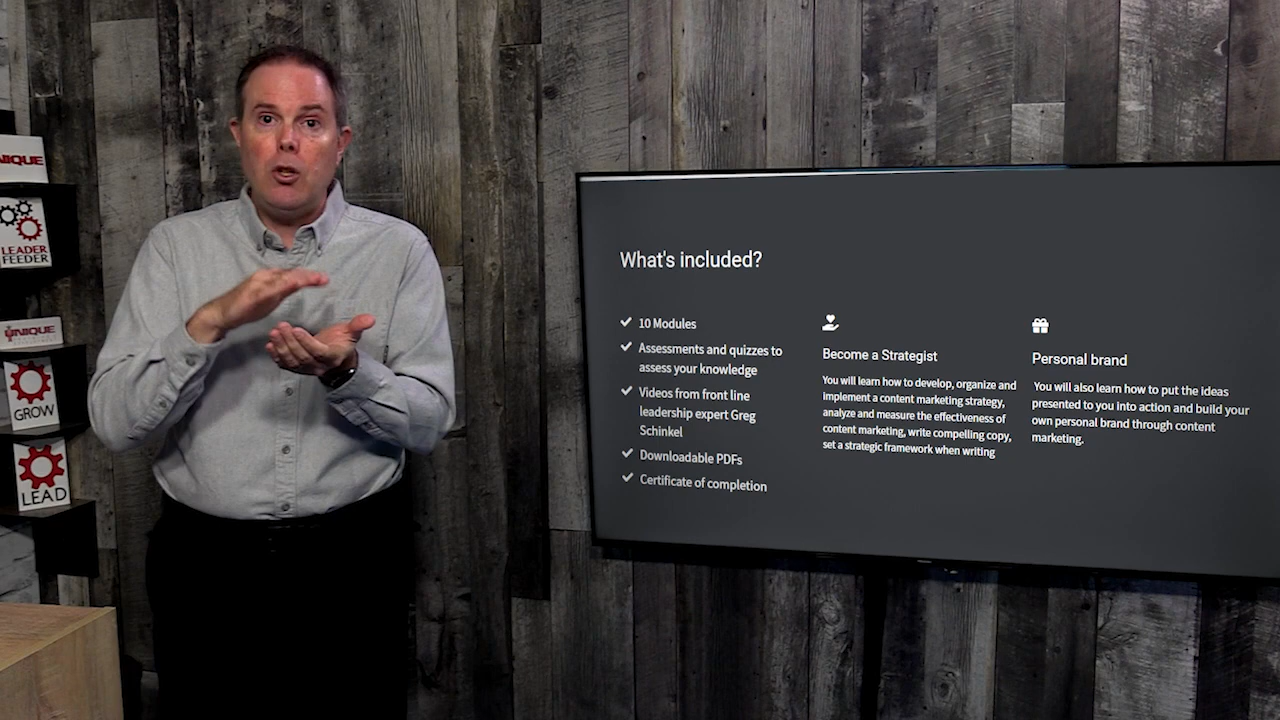 NIQUE
LEADER
FEEDER
UNIQUE
GROW
LEAD
What's included?
10 Modules
Assessments and quizzes to
assess your knowledge
Videos from front line
leadership expert Greg
Schinkel
Downloadable PDFs
Certificate of completion
Become a Strategist
You will learn how to develop, organize and
implement a content marketing strategy,
analyze and measure the effectiveness of
content marketing, write compelling copy,
set a strategic framework when writing
Personal brand
You will also learn how to put the ideas
presented to you into action and build your
own personal brand through content
marketing.